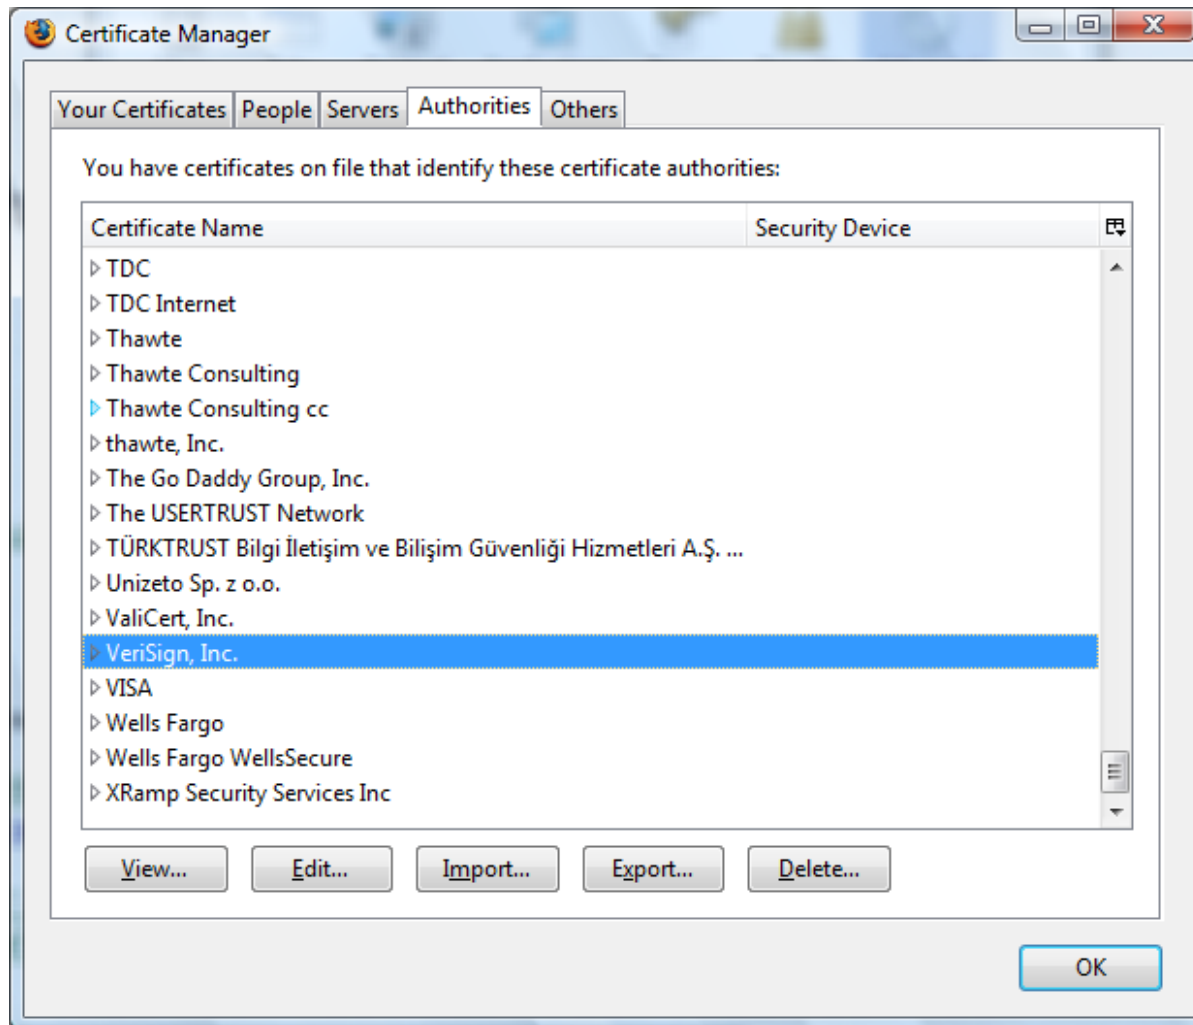 Certificate Manager
Your Certificates People Servers Authorities Others
You have certificates on file that identify these certificate authorities:
Certificate Name Security Device
TDC
TDC Internet
Thawte
Thawte Consulting
Thawte Consulting cc
thawte, Inc.
The Go Daddy Group, Inc.
The USERTRUST Network
TÜRKTRUST Bilgi İletişim ve Bilişim Güvenliği Hizmetleri A.Ş. ...
Unizeto Sp. z o.o.
ValiCert, Inc.
VeriSign, Inc.
VISA
Wells Fargo
Wells Fargo WellsSecure
XRamp Security Services Inc
View... Edit... Import... Export... Delete...
OK